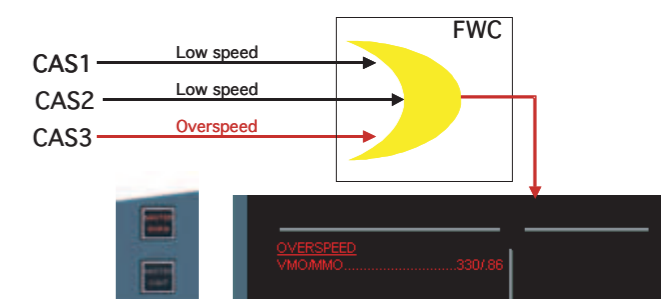 FWC
CAS1 Low speed
CAS2 Low speed
CAS3 Overspeed
OVERSPEED
VMO/MMO..............................330/.86